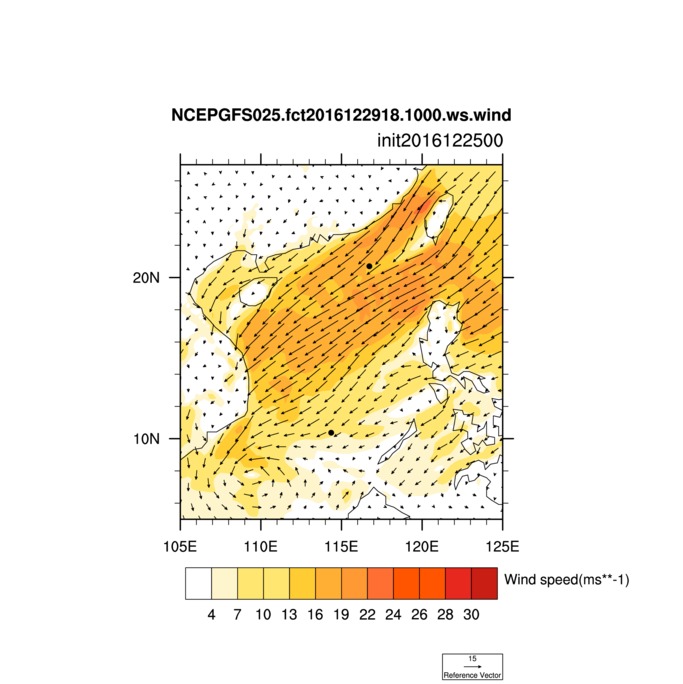 NCEPGFS025.fct2016122918.1000.ws.wind
init2016122500
20N
10N
105E 110E 115E 120E 125E
Wind speed(ms**-1)
4 7 10 13 16 19 22 24 26 28 30
15
Reference Vector